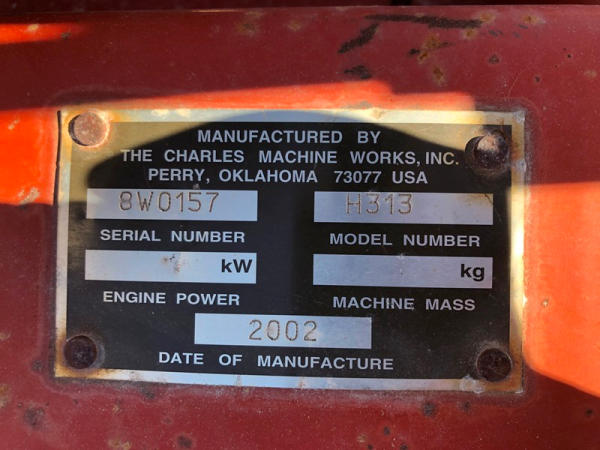 MANUFACTURED BY
THE CHARLES MACHINE WORKS, INC.
PERRY, OKLAHOMA 73077 USA
8W0157 H313
SERIAL NUMBER MODEL NUMBER
kW kg
ENGINE POWER MACHINE MASS
2002
DATE OF MANUFACTURE